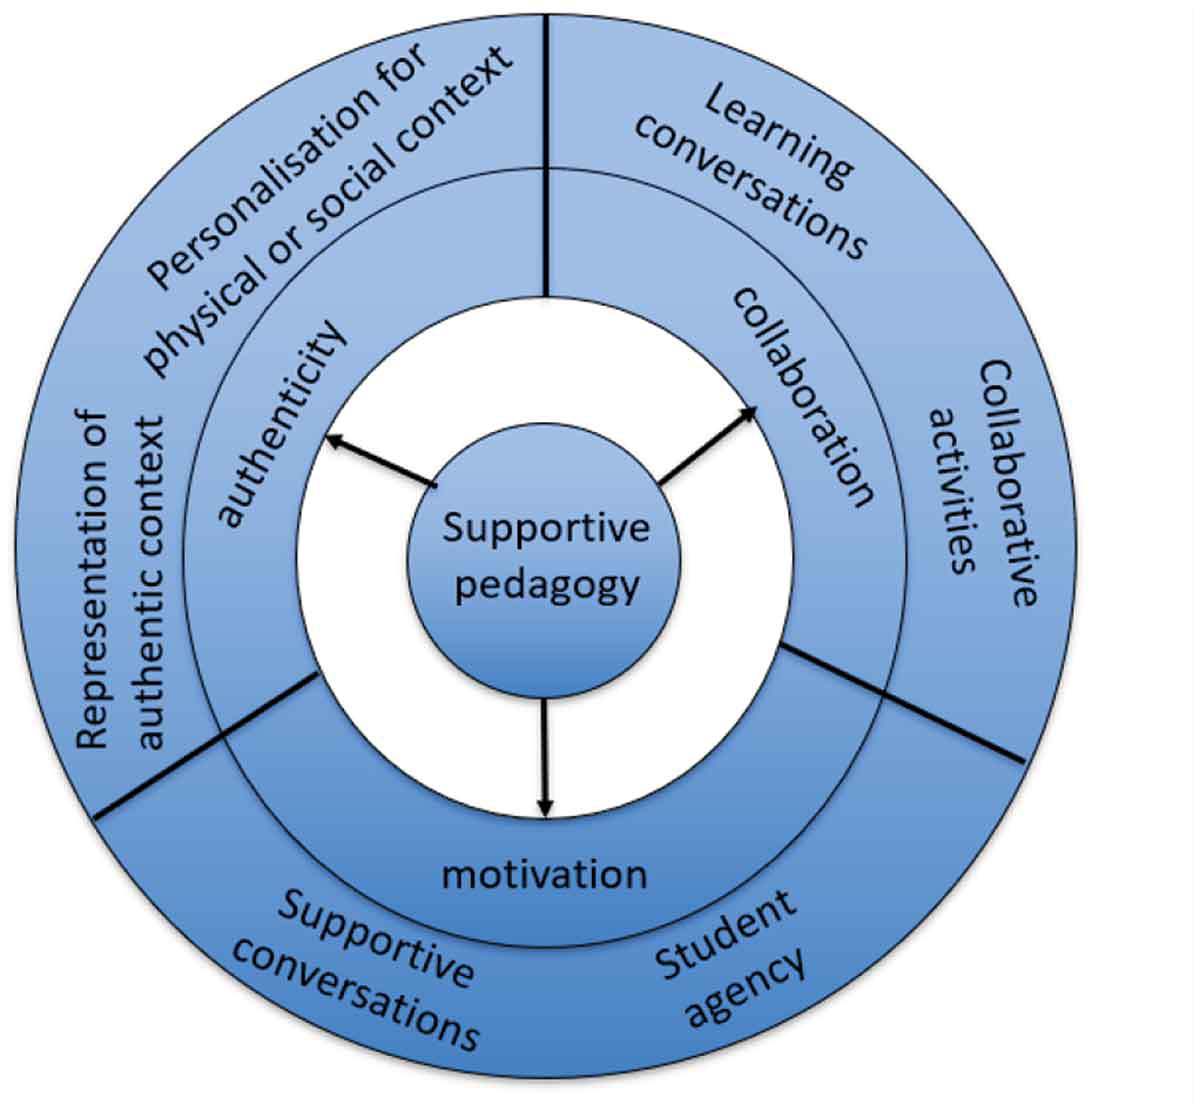 Personalisation for
physical or social context
Learning
conversations
authenticity
collaboration
Representation of
authentic context
Collaborative
activities
Supportive
pedagogy
motivation
Supportive
conversations
Student
agency